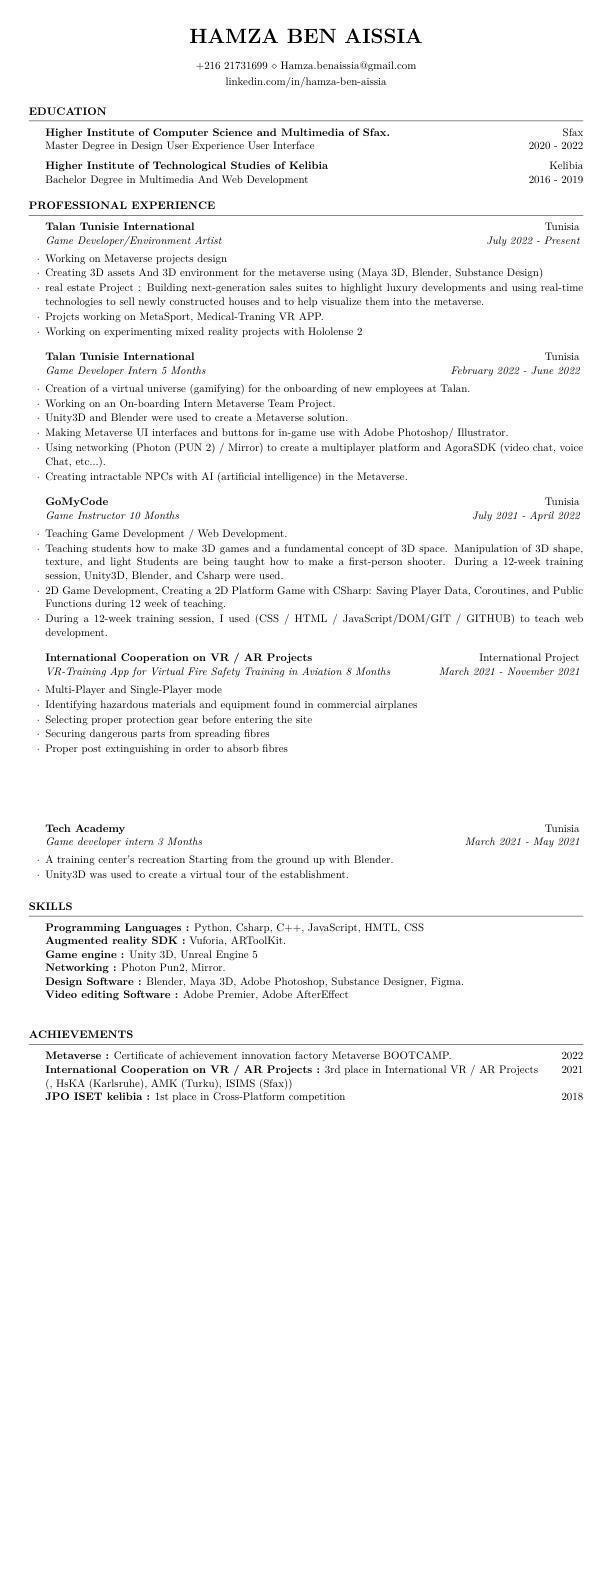 HAMZA BEN AISSIA
+216 21731699 ⋄ Hamza.benaissia@gmail.com
linkedin.com/in/hamza-ben-aissia
EDUCATION
Higher Institute of Computer Science and Multimedia of Sfax. Sfax
Master Degree in Design User Experience User Interface 2020 - 2022
Higher Institute of Technological Studies of Kelibia Kelibia
Bachelor Degree in Multimedia And Web Development 2016 - 2019
PROFESSIONAL EXPERIENCE
Talan Tunisie International Tunisia
Game Developer/Environment Artist July 2022 - Present
· Working on Metaverse projects design
· Creating 3D assets And 3D environment for the metaverse using (Maya 3D, Blender, Substance Design)
· real estate Project : Building next-generation sales suites to highlight luxury developments and using real-time
technologies to sell newly constructed houses and to help visualize them into the metaverse.
· Projcts working on MetaSport, Medical-Traning VR APP.
· Working on experimenting mixed reality projects with Hololense 2
Talan Tunisie International Tunisia
Game Developer Intern 5 Months February 2022 - June 2022
· Creation of a virtual universe (gamifying) for the onboarding of new employees at Talan.
· Working on an On-boarding Intern Metaverse Team Project.
· Unity3D and Blender were used to create a Metaverse solution.
· Making Metaverse UI interfaces and buttons for in-game use with Adobe Photoshop/ Illustrator.
· Using networking (Photon (PUN 2) / Mirror) to create a multiplayer platform and AgoraSDK (video chat, voice
Chat, etc...).
· Creating intractable NPCs with AI (artificial intelligence) in the Metaverse.
GoMyCode Tunisia
Game Instructor 10 Months July 2021 - April 2022
· Teaching Game Development / Web Development.
· Teaching students how to make 3D games and a fundamental concept of 3D space. Manipulation of 3D shape,
texture, and light Students are being taught how to make a first-person shooter. During a 12-week training
session, Unity3D, Blender, and Csharp were used.
· 2D Game Development, Creating a 2D Platform Game with CSharp: Saving Player Data, Coroutines, and Public
Functions during 12 week of teaching.
· During a 12-week training session, I used (CSS / HTML / JavaScript/DOM/GIT / GITHUB) to teach web
development.
International Cooperation on VR / AR Projects International Project
VR-Training App for Virtual Fire Safety Training in Aviation 8 Months March 2021 - November 2021
· Multi-Player and Single-Player mode
· Identifying hazardous materials and equipment found in commercial airplanes
· Selecting proper protection gear before entering the site
· Securing dangerous parts from spreading fibres
· Proper post extinguishing in order to absorb fibres
Tech Academy Tunisia
Game developer intern 3 Months March 2021 - May 2021
· A training center's recreation Starting from the ground up with Blender.
· Unity3D was used to create a virtual tour of the establishment.
SKILLS
Programming Languages : Python, Csharp, C++, JavaScript, HMTL, CSS
Augmented reality SDK : Vuforia, ARToolKit.
Game engine : Unity 3D, Unreal Engine 5
Networking : Photon Pun2, Mirror.
Design Software : Blender, Maya 3D, Adobe Photoshop, Substance Designer, Figma.
Video editing Software : Adobe Premier, Adobe AfterEffect
ACHIEVEMENTS
Metaverse : Certificate of achievement innovation factory Metaverse BOOTCAMP. 2022
International Cooperation on VR / AR Projects : 3rd place in International VR / AR Projects 2021
(, HsKA (Karlsruhe), AMK (Turku), ISIMS (Sfax))
JPO ISET kelibia : 1st place in Cross-Platform competition 2018